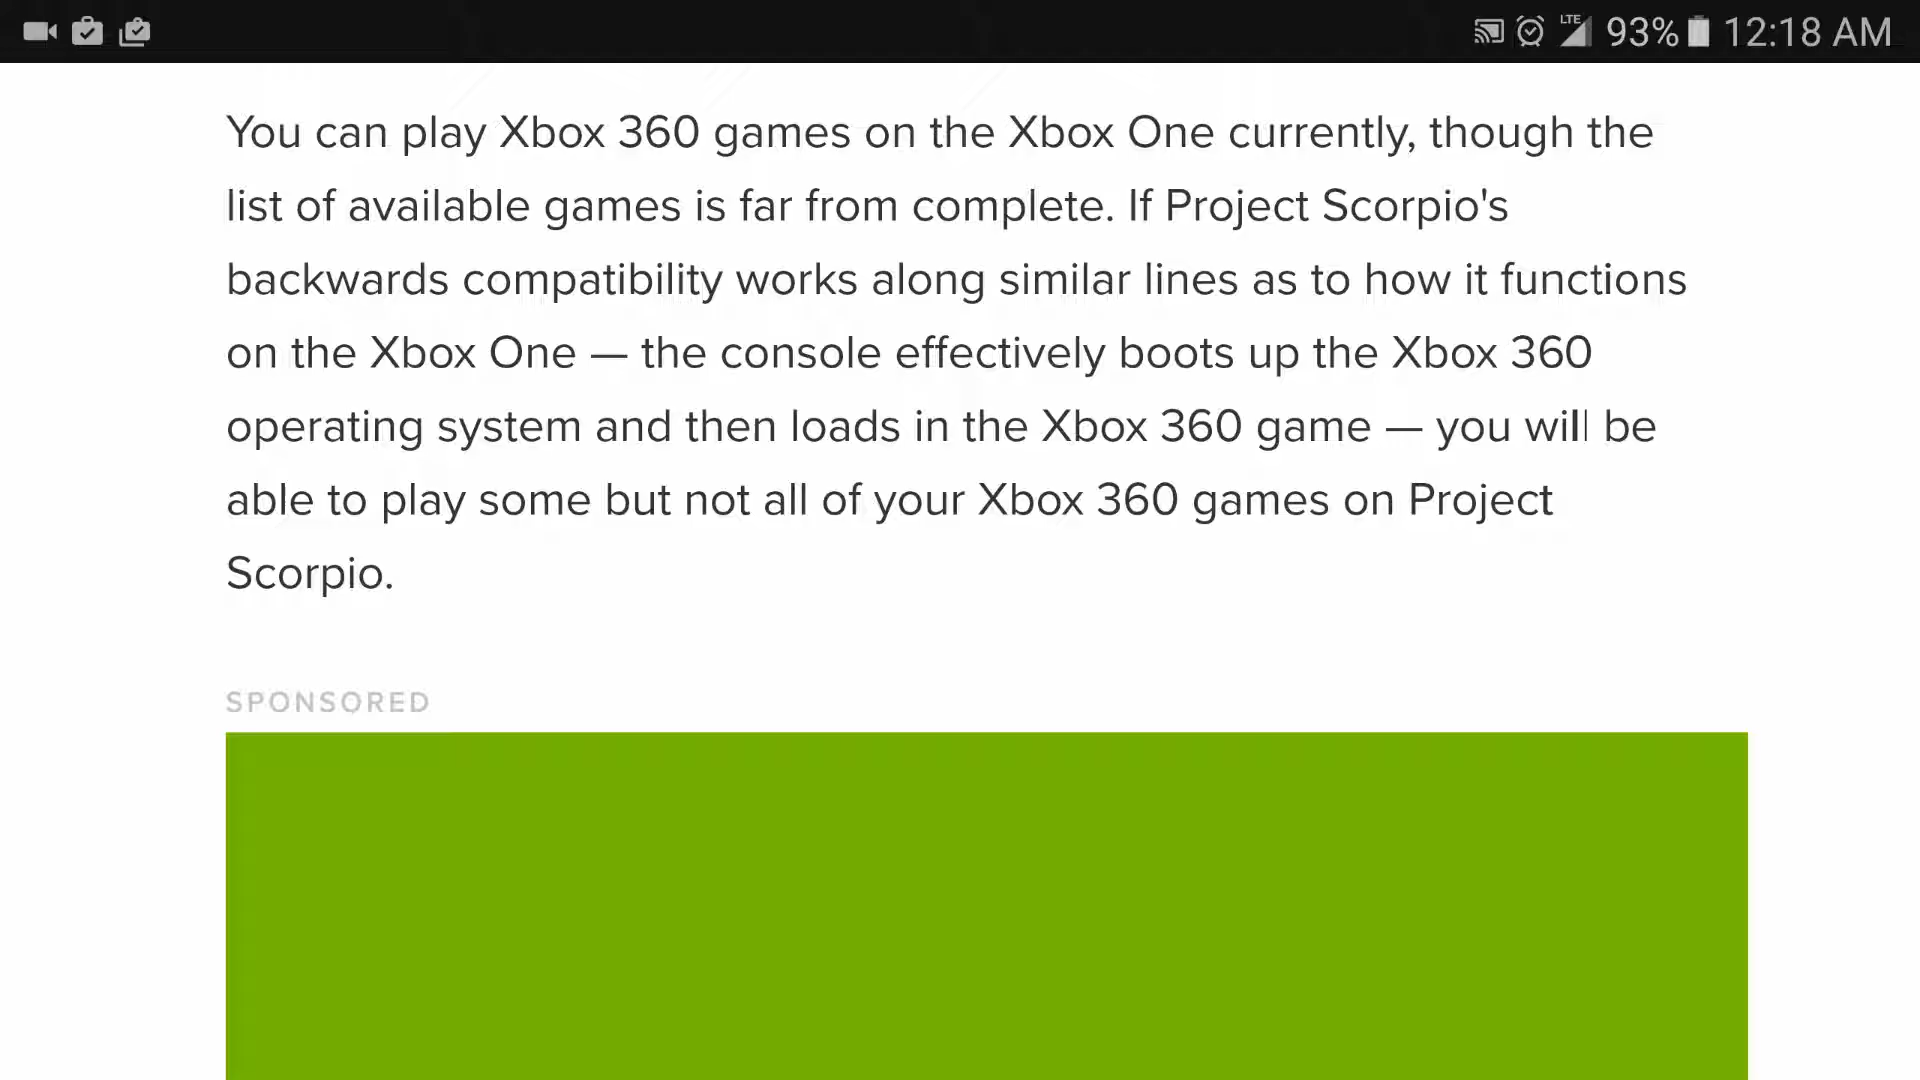 LTE 93% 12:18 AM
You can play Xbox 360 games on the Xbox One currently, though the
list of available games is far from complete. If Project Scorpio's
backwards compatibility works along similar lines as to how it functions
on the Xbox One — the console effectively boots up the Xbox 360
operating system and then loads in the Xbox 360 game — you will be
able to play some but not all of your Xbox 360 games on Project
Scorpio.
SPONSORED